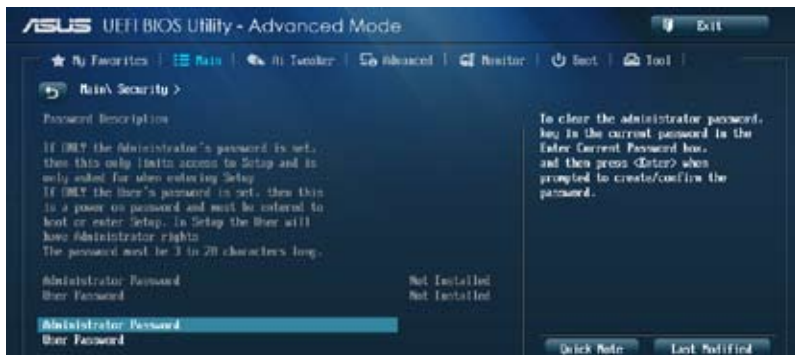 ASUS UEFI BIOS Utility - Advanced Mode
Exit
My Favorites | Main | Ai Tweaker | Advanced | Monitor | Boot | Tool
Main\ Security >
Password Description
If ONLY the Administrator's password is set,
then this only limits access to Setup and is
only asked for when entering Setup
If ONLY the User's password is set, then this
is a power on password and must be entered to
boot or enter Setup. In Setup the User will
have Administrator rights
The password must be 3 to 20 characters long.
Administrator Password Not Installed
User Password Not Installed
Administrator Password
User Password
To clear the administrator password,
key in the current password in the
Enter Current Password box,
and then press <Enter> when
prompted to create/confirm the
password.
Quick Note Last Modified